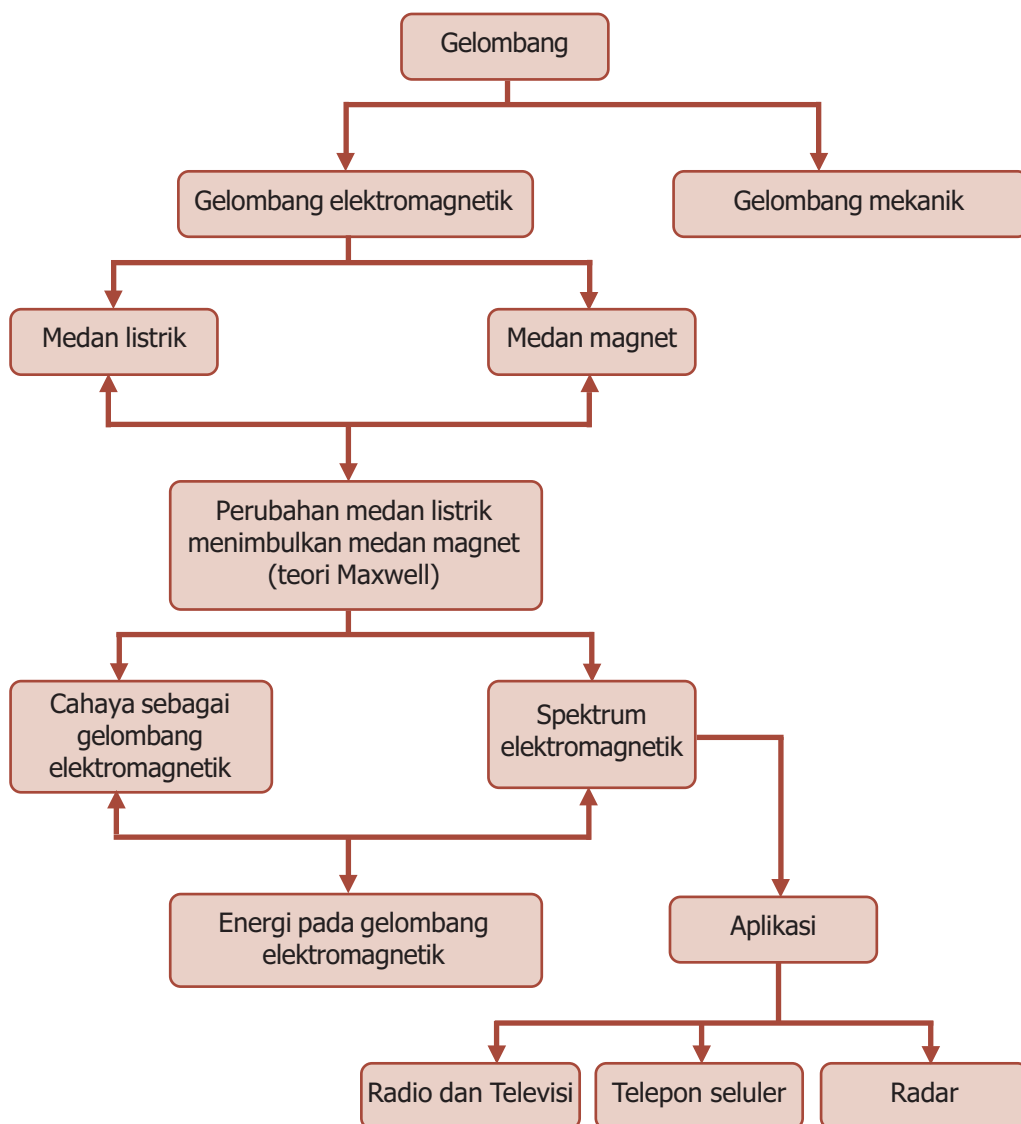 Gelombang
Gelombang elektromagnetik
Gelombang mekanik
Medan listrik
Medan magnet
Perubahan medan listrik
menimbulkan medan magnet
(teori Maxwell)
Cahaya sebagai
gelombang
elektromagnetik
Spektrum
elektromagnetik
Energi pada gelombang
elektromagnetik
Aplikasi
Radio dan Televisi
Telepon seluler
Radar